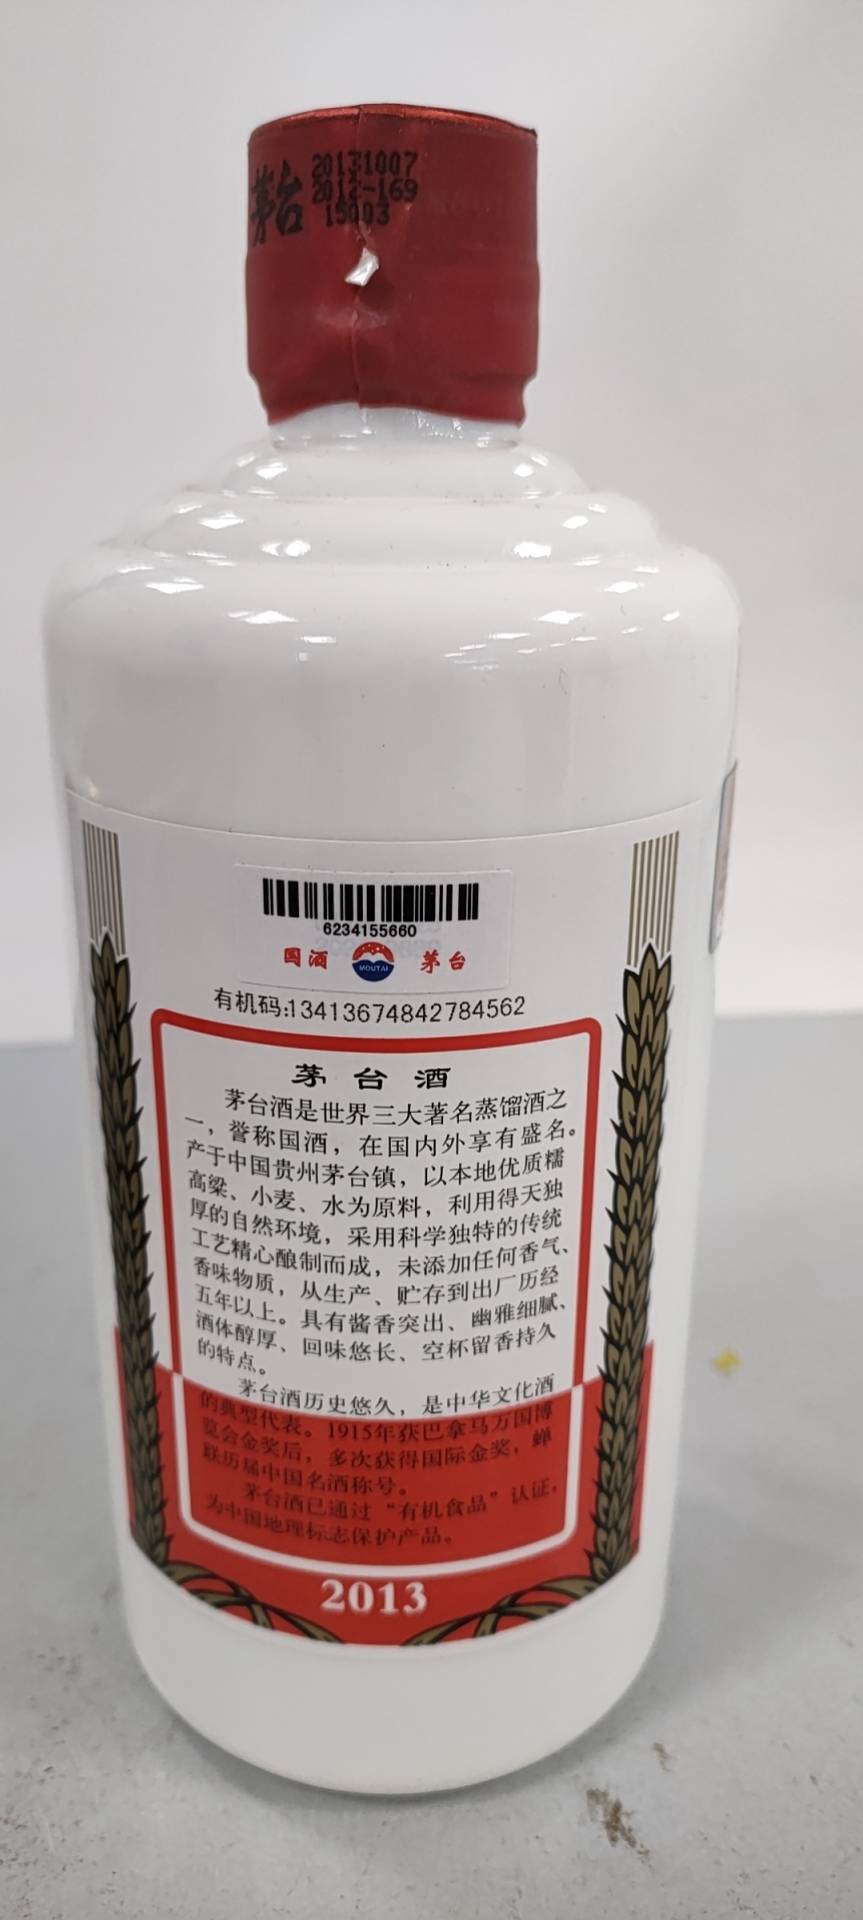 茅台
20131007
2012-169
15003
6234155660
国酒 MOUTAI 茅台
有机码:13413674842784562
茅台酒
茅台酒是世界三大著名蒸馏酒之
一，誉称国酒，在国内外享有盛名。
产于中国贵州茅台镇，以本地优质糯
高粱、小麦、水为原料，利用得天独
厚的自然环境，采用科学独特的传统
工艺精心酿制而成，未添加任何香气、
香味物质，从生产、贮存到出厂历经
五年以上。具有酱香突出、幽雅细腻、
酒体醇厚、回味悠长、空杯留香持久
的特点。
茅台酒历史悠久，是中华文化酒
的典型代表。1915年获巴拿马万国博
览会金奖后，多次获得国际金奖，蝉
联历届中国名酒称号。
茅台酒已通过“有机食品”认证，
为中国地理标志保护产品。
2013